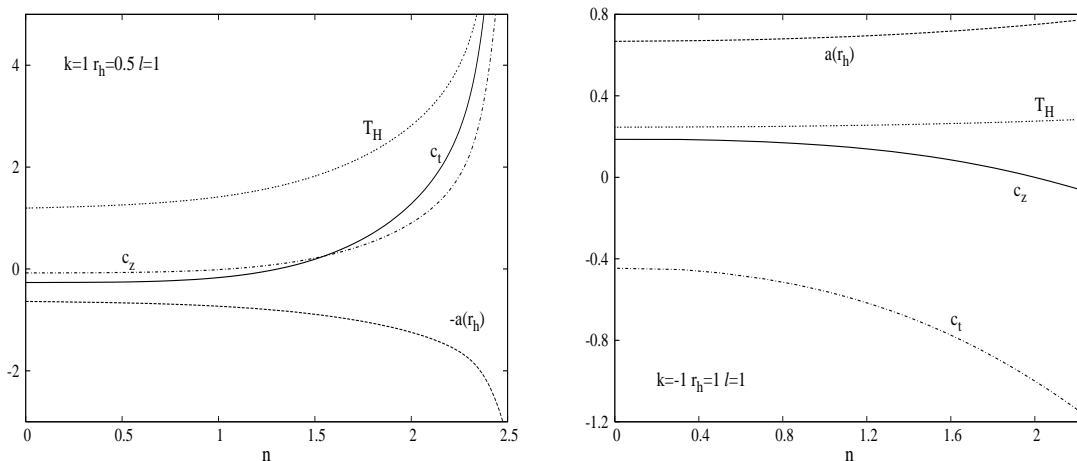 4
2
0
-2
0
0.5
1
1.5
2
2.5
n
k=1 r_h=0.5 l=1
T_H
c_t
c_z
-a(r_h)
0.8
0.4
0
-0.4
-0.8
-1.2
0
0.4
0.8
1.2
1.6
2
n
a(r_h)
T_H
c_z
c_t
k=-1 r_h=1 l=1